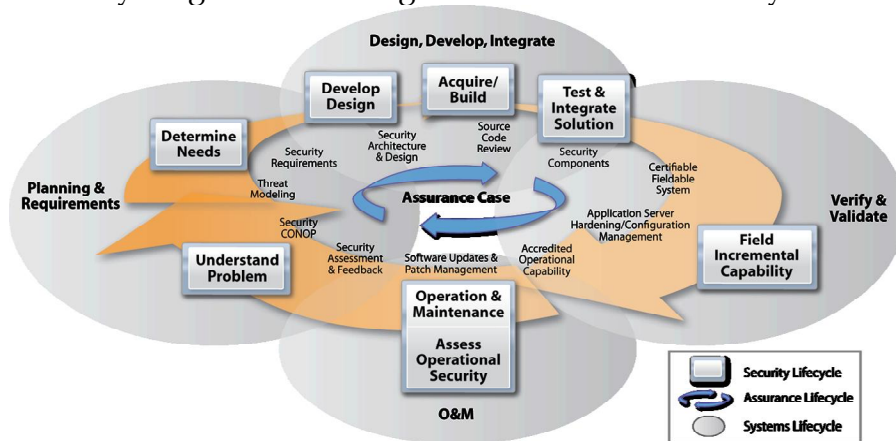 Design, Develop, Integrate
Develop
Design
Acquire/
Build
Test &
Integrate
Solution
Determine
Needs
Security
Requirements
Security
Architecture
& Design
Source
Code
Review
Security
Components
Certifiable
Fieldable
System
Planning &
Requirements
Threat
Modeling
Assurance Case
Verify &
Validate
Security
CONOP
Application Server
Hardening/Configuration
Management
Understand
Problem
Security
Assessment
& Feedback
Software Updates &
Patch Management
Accredited
Operational
Capability
Field
Incremental
Capability
Operation &
Maintenance
Assess
Operational
Security
O&M
Security Lifecycle
Assurance Lifecycle
Systems Lifecycle